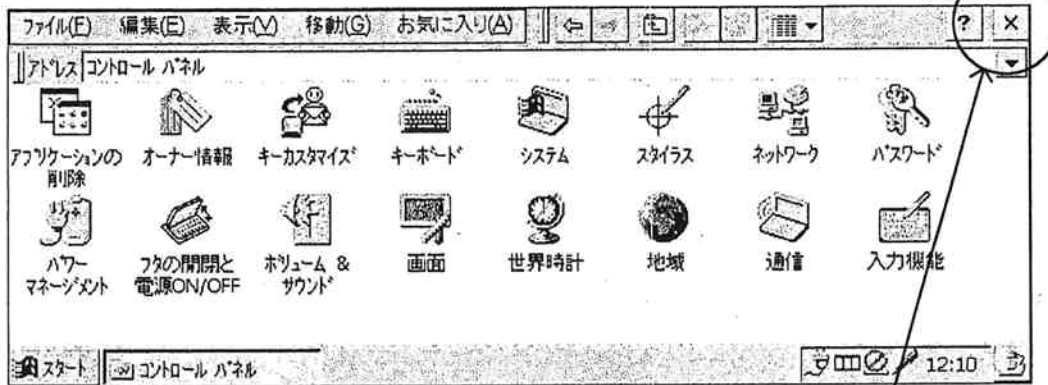 ファイル(F) 編集(E) 表示(V) 移動(G) お気に入り(A) ? ×
アドレス コントロール パネル
アプリケーションの オーナー情報 キーカスタマイズ キーボード システム スタイラス ネットワーク パスワード
削除
パワー フタの開閉と ボリューム & 画面 世界時計 地域 通信 入力機能
マネージメント 電源ON/OFF サウンド
スタート コントロール パネル 12:10